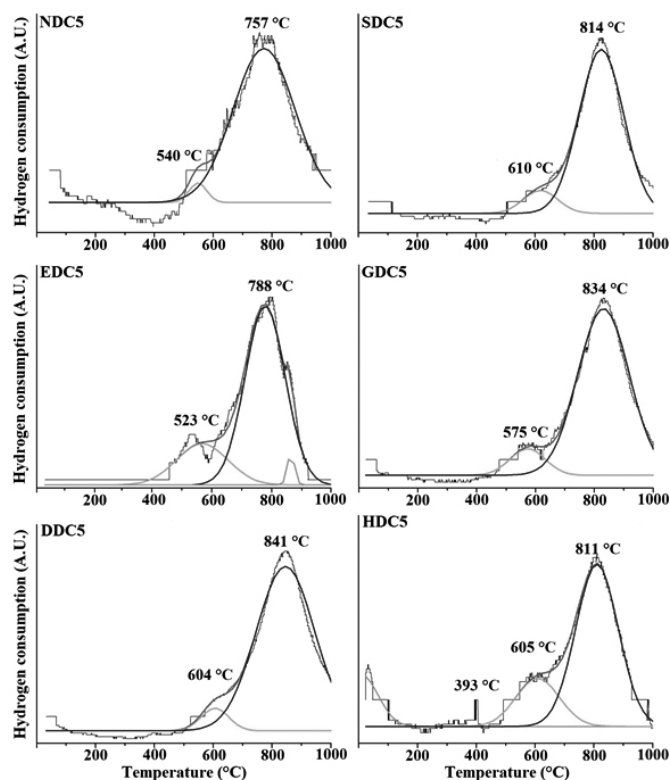 NDC5
757 °C
540 °C
Hydrogen consumption (A.U.)
200 400 600 800 1000
SDC5
814 °C
610 °C
200 400 600 800 1000
EDC5
788 °C
523 °C
Hydrogen consumption (A.U.)
200 400 600 800 1000
GDC5
834 °C
575 °C
200 400 600 800 1000
DDC5
841 °C
604 °C
Hydrogen consumption (A.U.)
200 400 600 800 1000
Temperature (°C)
HDC5
811 °C
605 °C
393 °C
200 400 600 800 1000
Temperature (°C)